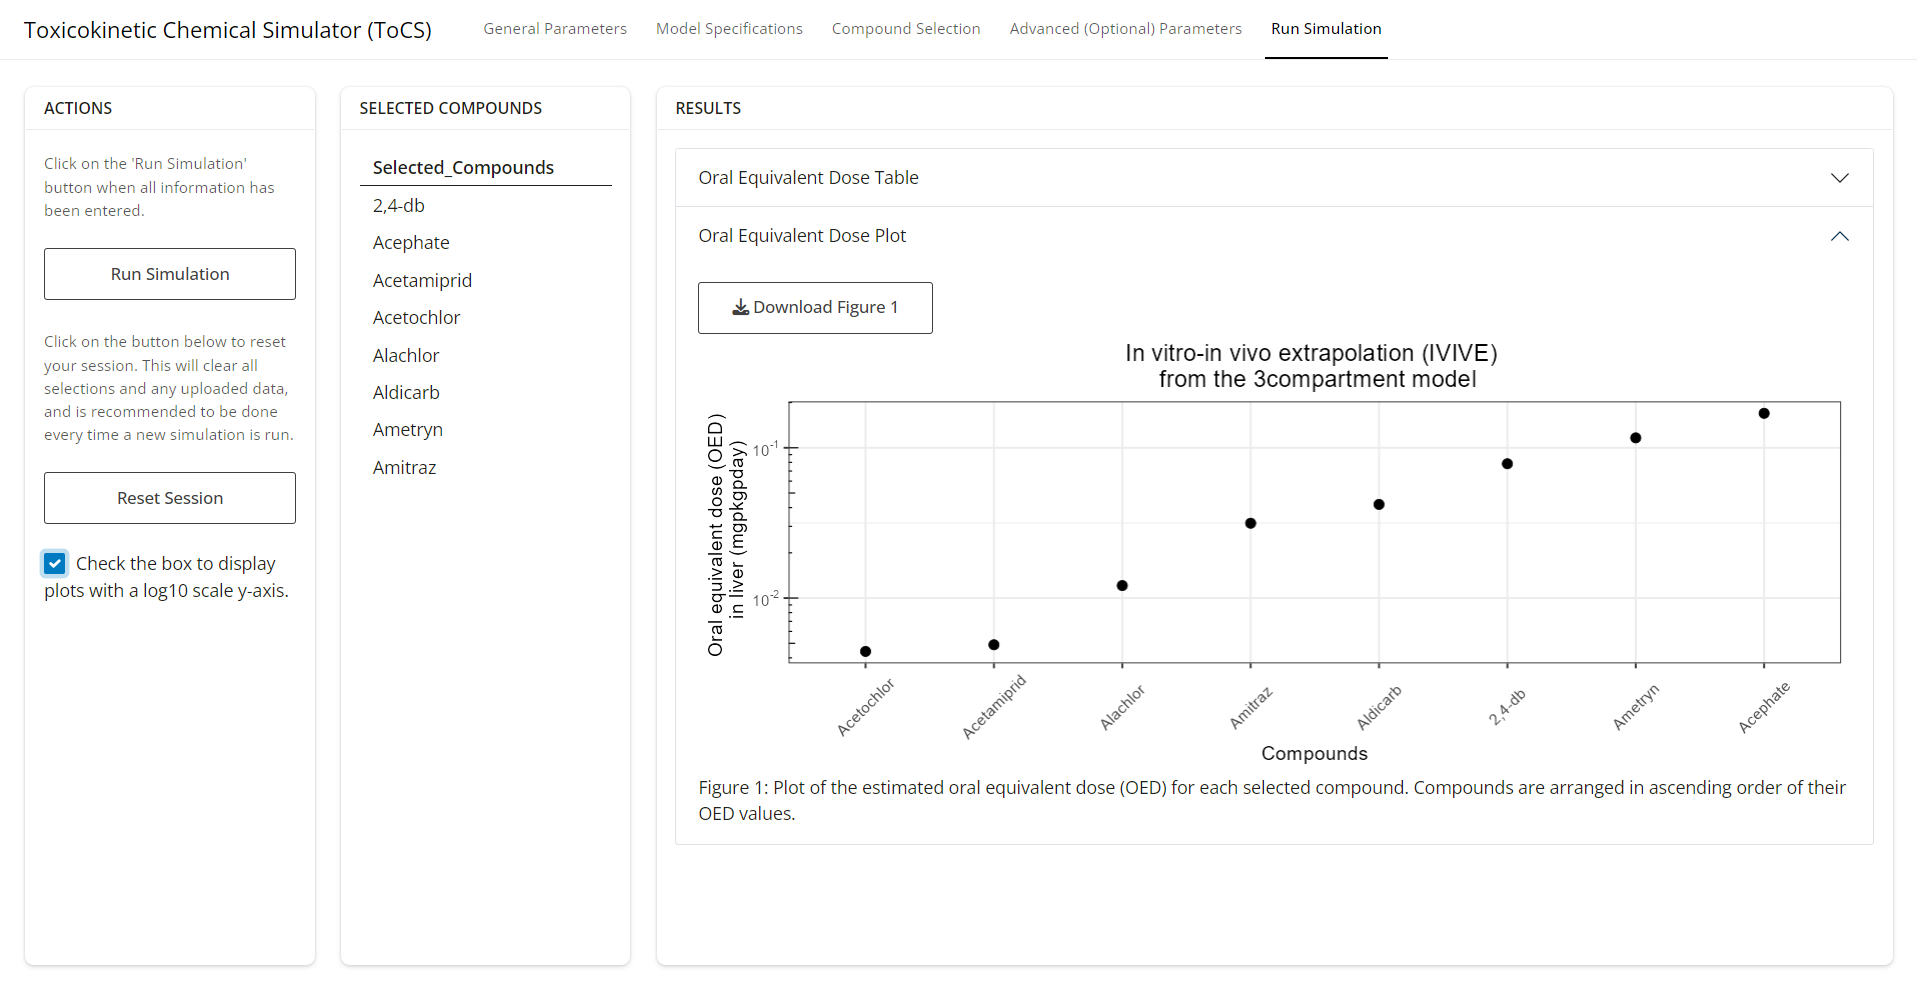 Toxicokinetic Chemical Simulator (ToCS)
General Parameters
Model Specifications
Compound Selection
Advanced (Optional) Parameters
Run Simulation
ACTIONS
Click on the 'Run Simulation'
button when all information has
been entered.
Run Simulation
Click on the button below to reset
your session. This will clear all
selections and any uploaded data,
and is recommended to be done
every time a new simulation is run.
Reset Session
Check the box to display
plots with a log10 scale y-axis.
SELECTED COMPOUNDS
Selected_Compounds
2,4-db
Acephate
Acetamiprid
Acetochlor
Alachlor
Aldicarb
Ametryn
Amitraz
RESULTS
Oral Equivalent Dose Table
Oral Equivalent Dose Plot
Download Figure 1
In vitro-in vivo extrapolation (IVIVE)
from the 3compartment model
Oral equivalent dose (OED)
in liver (mgpkgpday)
10⁻¹
10⁻²
Acetochlor
Acetamiprid
Alachlor
Amitraz
Aldicarb
2,4-db
Ametryn
Acephate
Compounds
Figure 1: Plot of the estimated oral equivalent dose (OED) for each selected compound. Compounds are arranged in ascending order of their
OED values.